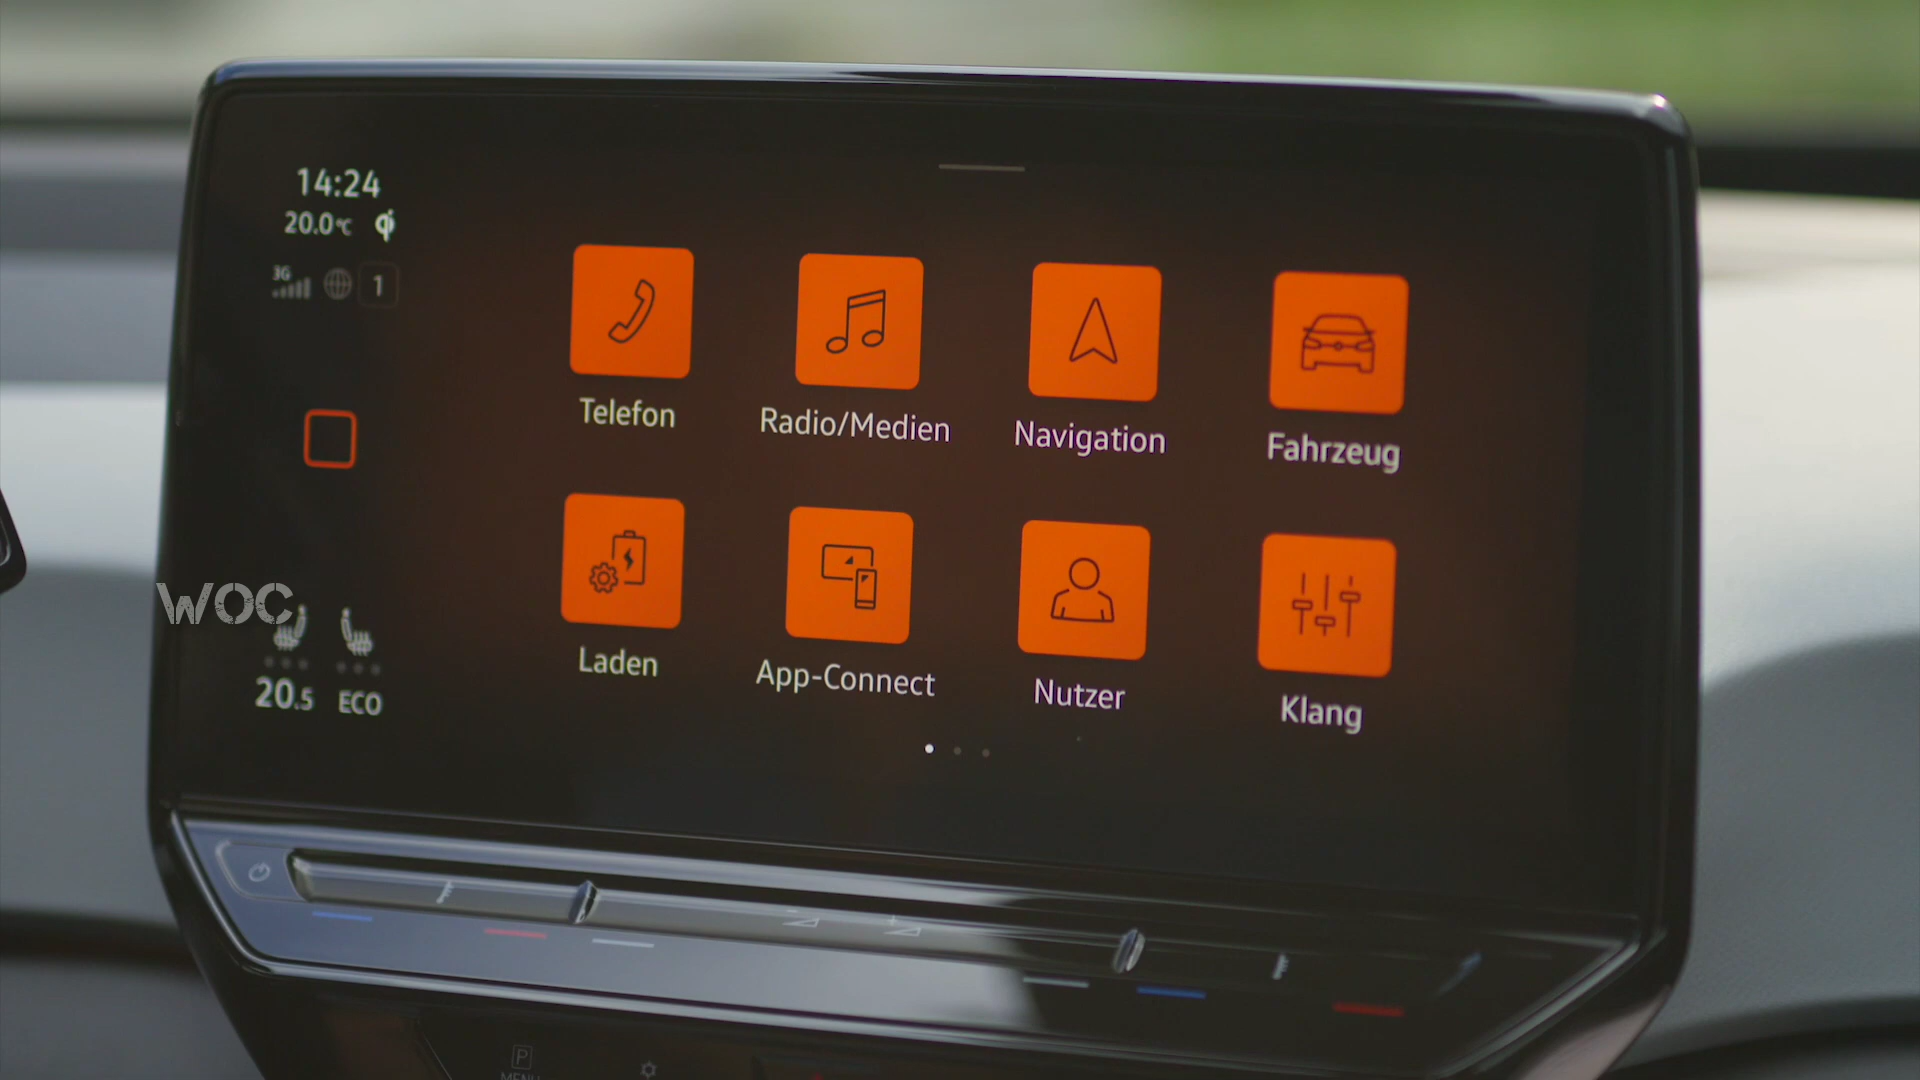 14:24
20.0°C
3G
1
Telefon
Radio/Medien
Navigation
Fahrzeug
Laden
App-Connect
Nutzer
Klang
WOC
20.5 ECO
P
MENU